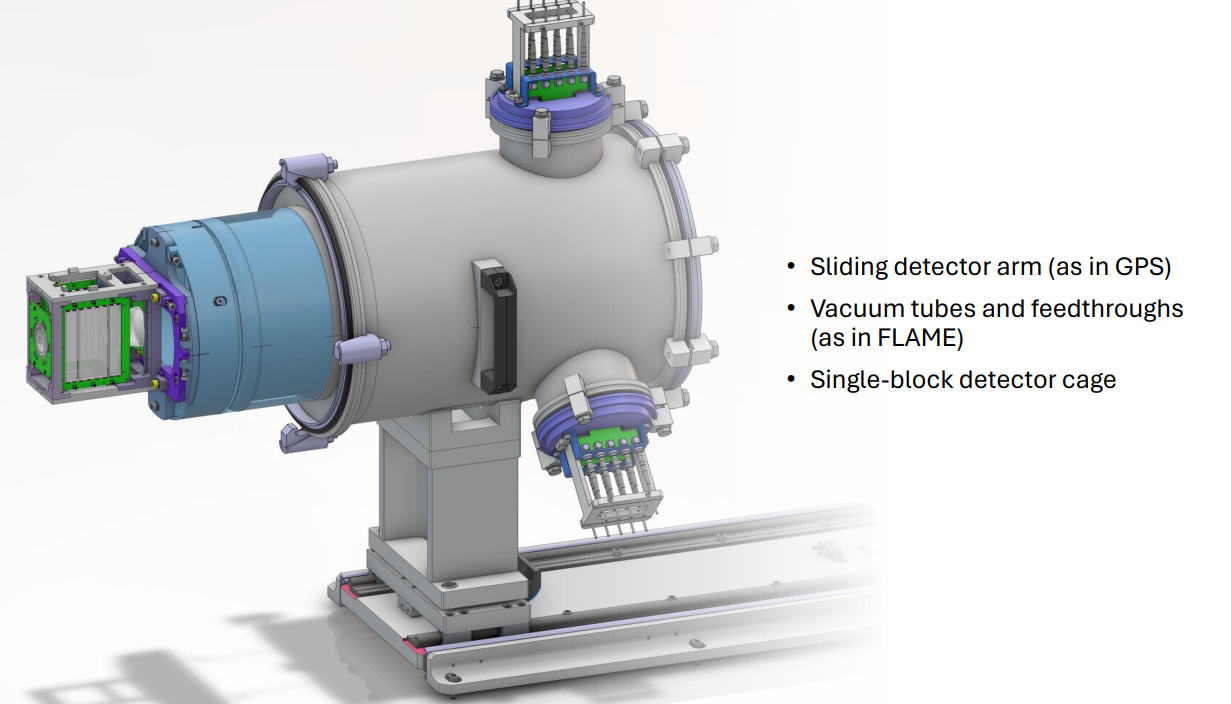 • Sliding detector arm (as in GPS)
• Vacuum tubes and feedthroughs
(as in FLAME)
• Single-block detector cage